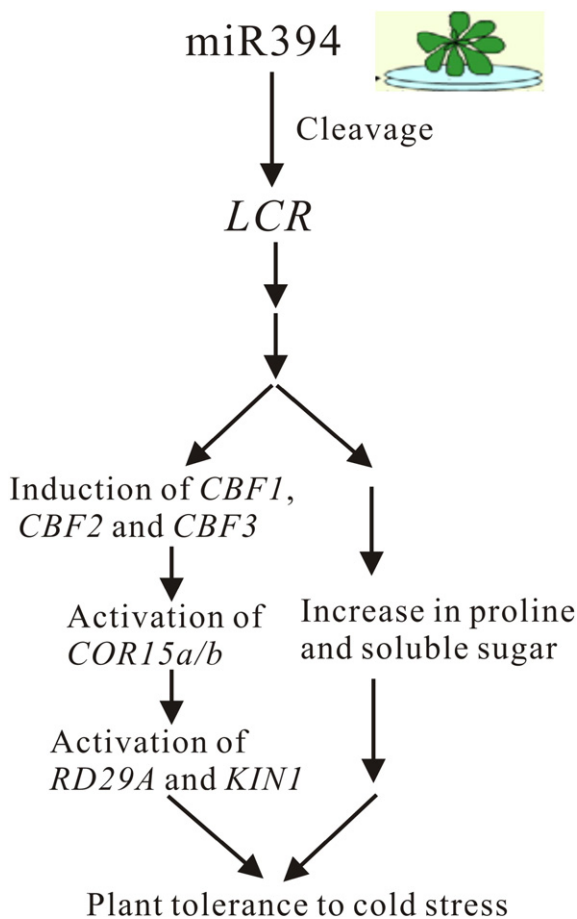 miR394
Cleavage
LCR
Induction of CBF1,
CBF2 and CBF3
Activation of
COR15a/b
Activation of
RD29A and KIN1
Increase in proline
and soluble sugar
Plant tolerance to cold stress